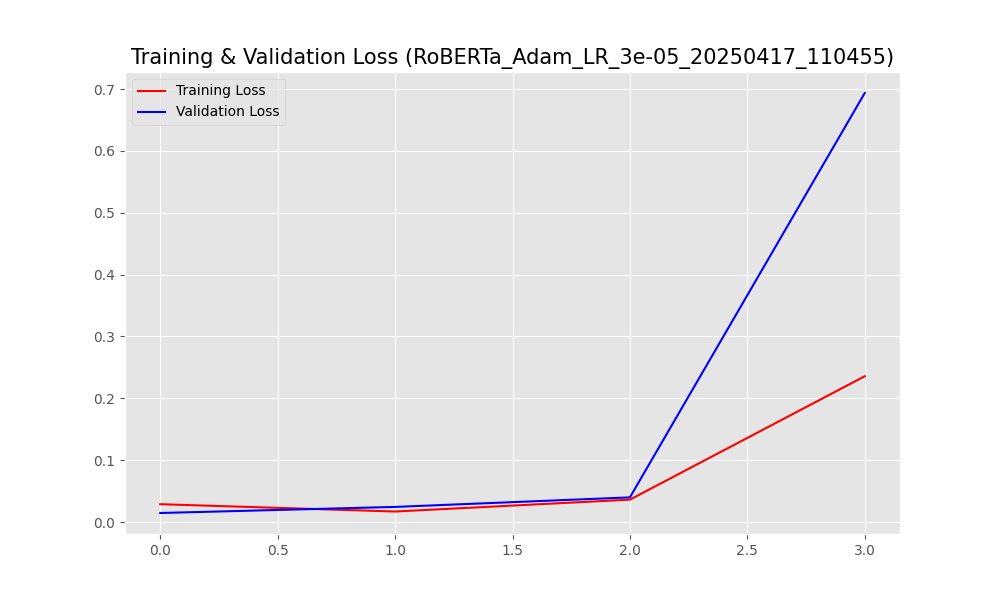 Training & Validation Loss (RoBERTa_Adam_LR_3e-05_20250417_110455)
Training Loss
Validation Loss
0.7
0.6
0.5
0.4
0.3
0.2
0.1
0.0
0.0 0.5 1.0 1.5 2.0 2.5 3.0